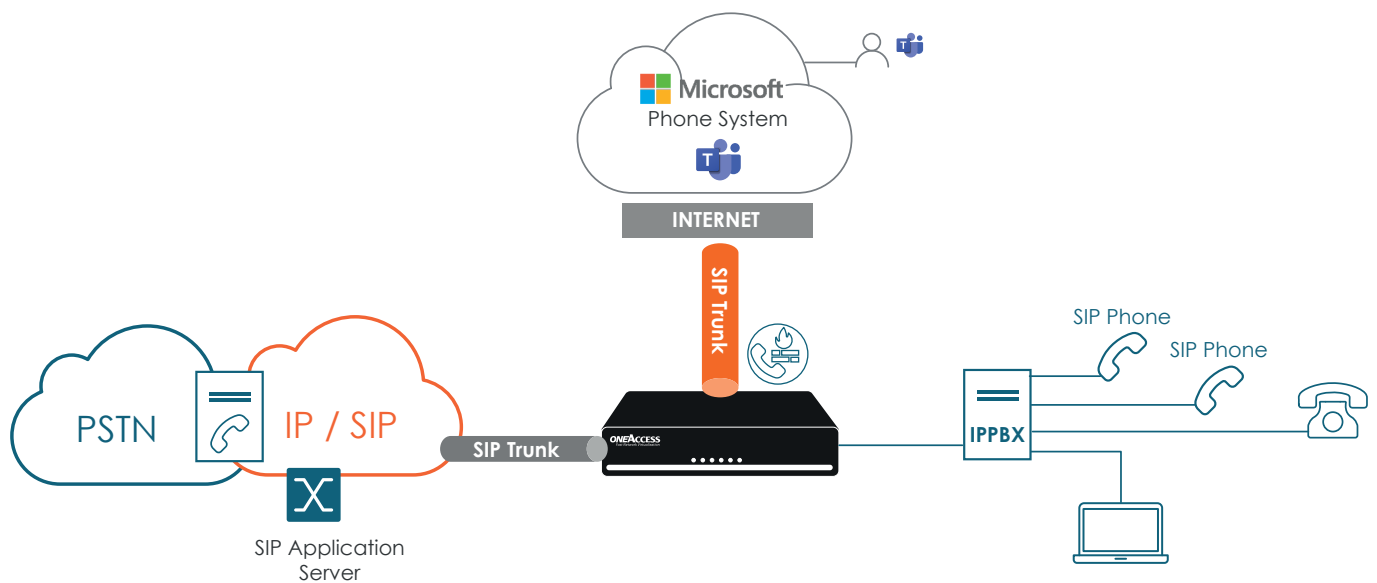 Microsoft
Phone System
T
T
INTERNET
SIP Trunk
SIP Phone
SIP Phone
PSTN
IP / SIP
SIP Trunk
ONEACCESS
IPPBX
SIP Application
Server